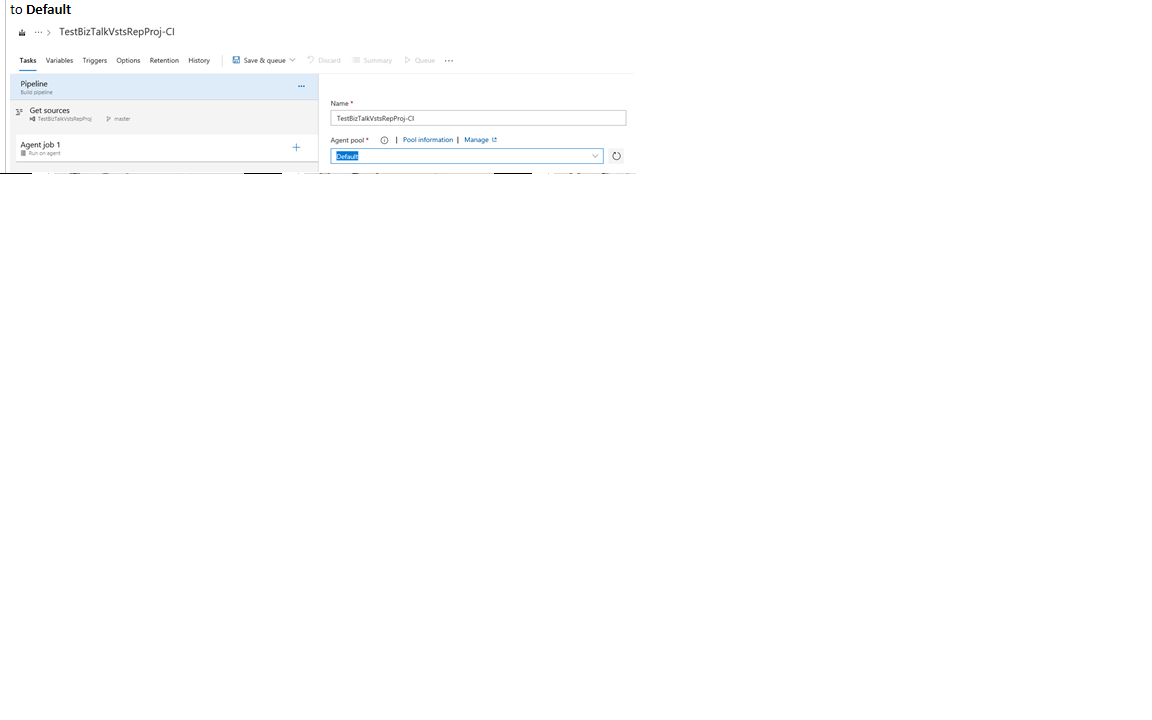 to Default
··· > TestBizTalkVstsRepProj-CI
Tasks Variables Triggers Options Retention History Save & queue Discard Summary Queue ···
Pipeline ···
Build pipeline
Get sources
TestBizTalkVstsRepProj master
Agent job 1 +
Run on agent
Name *
TestBizTalkVstsRepProj-CI
Agent pool * | Pool information | Manage
Default